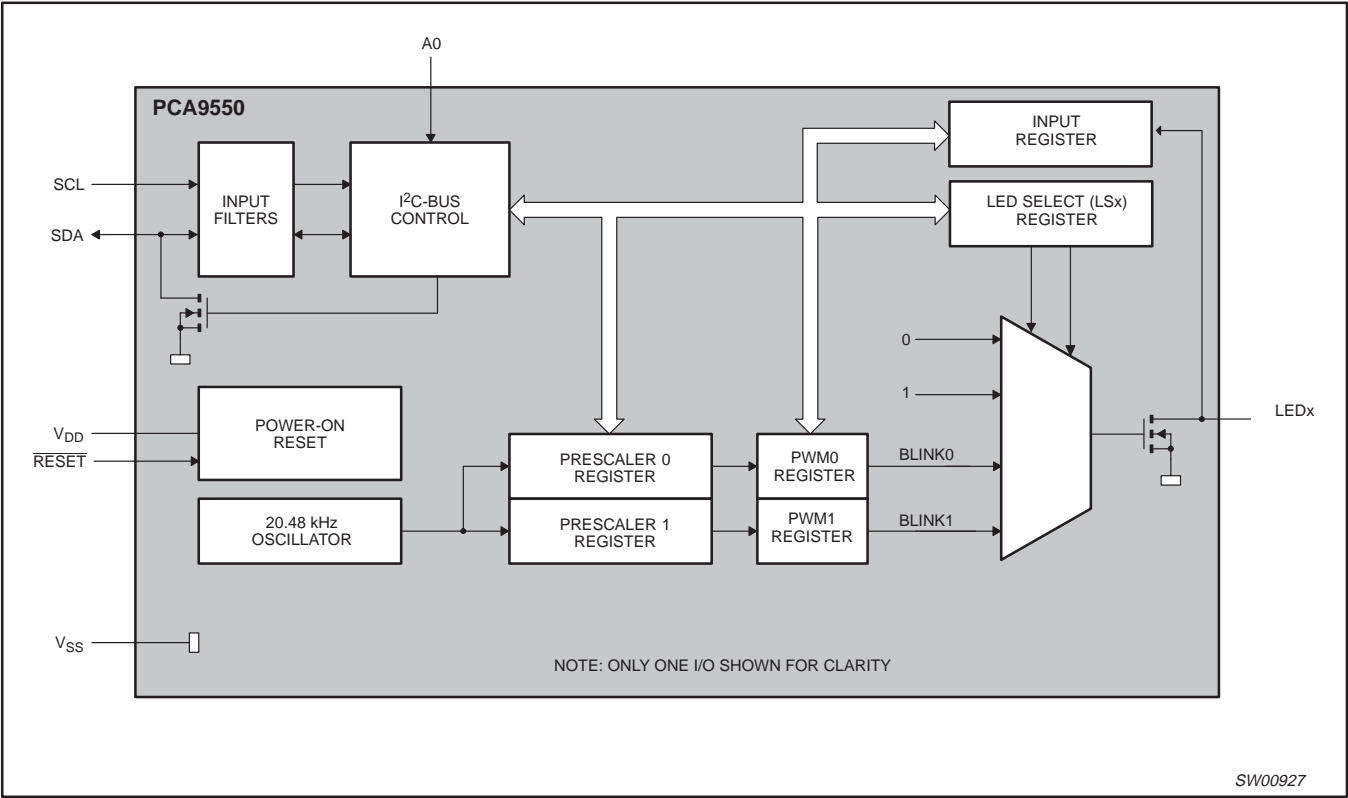 A0
PCA9550
INPUT
REGISTER
SCL
INPUT
FILTERS
I2C-BUS
CONTROL
LED SELECT (LSx)
REGISTER
SDA
0
1
LEDx
POWER-ON
RESET
VDD
RESET
PRESCALER 0
REGISTER
PWM0
REGISTER
BLINK0
20.48 kHz
OSCILLATOR
PRESCALER 1
REGISTER
PWM1
REGISTER
BLINK1
VSS
NOTE: ONLY ONE I/O SHOWN FOR CLARITY
SW00927